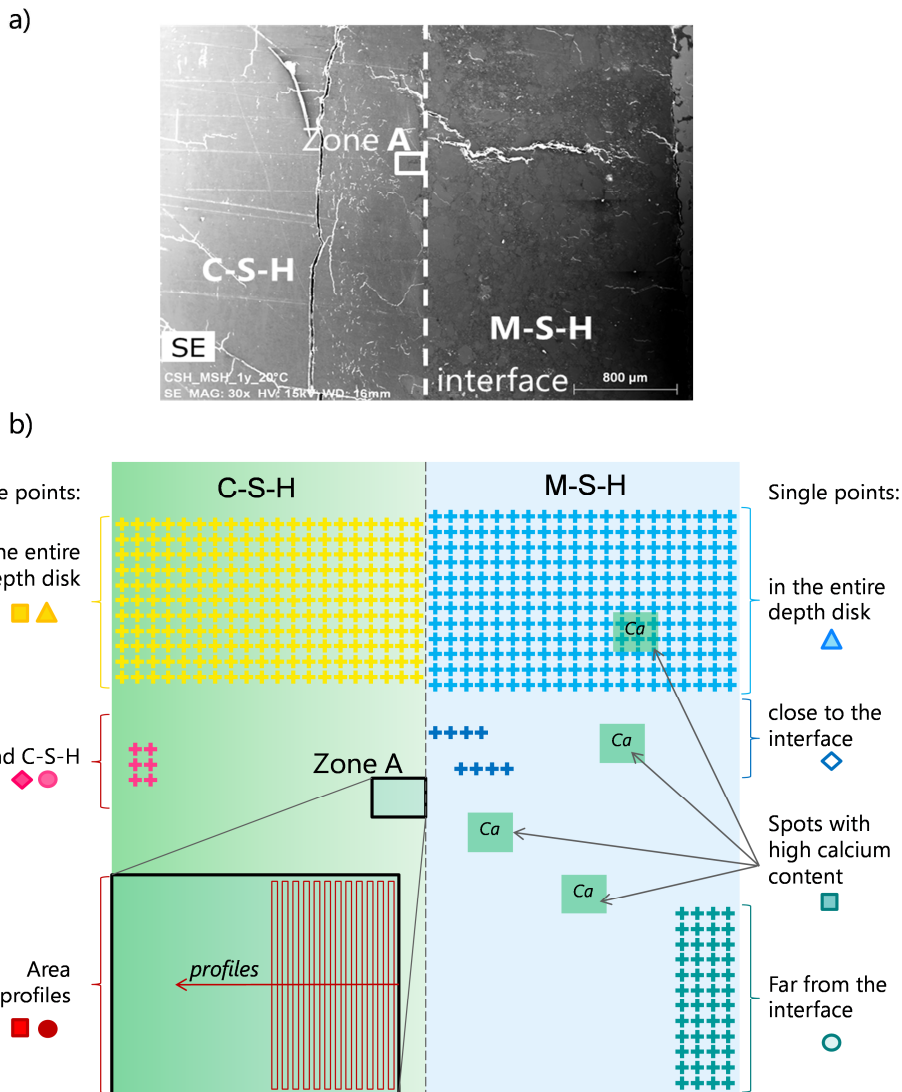 a)
Zone A
C-S-H
M-S-H
SE
CSH_MSH_1y_20°C
SE MAG: 30x HV: 15kV WD: 16mm
interface
800 µm
b)
C-S-H
M-S-H
e points:
Single points:
ne entire
epth disk
in the entire
depth disk
Ca
close to the
interface
nd C-S-H
Zone A
Ca
Ca
Spots with
high calcium
content
Ca
Area
profiles
profiles
Far from the
interface